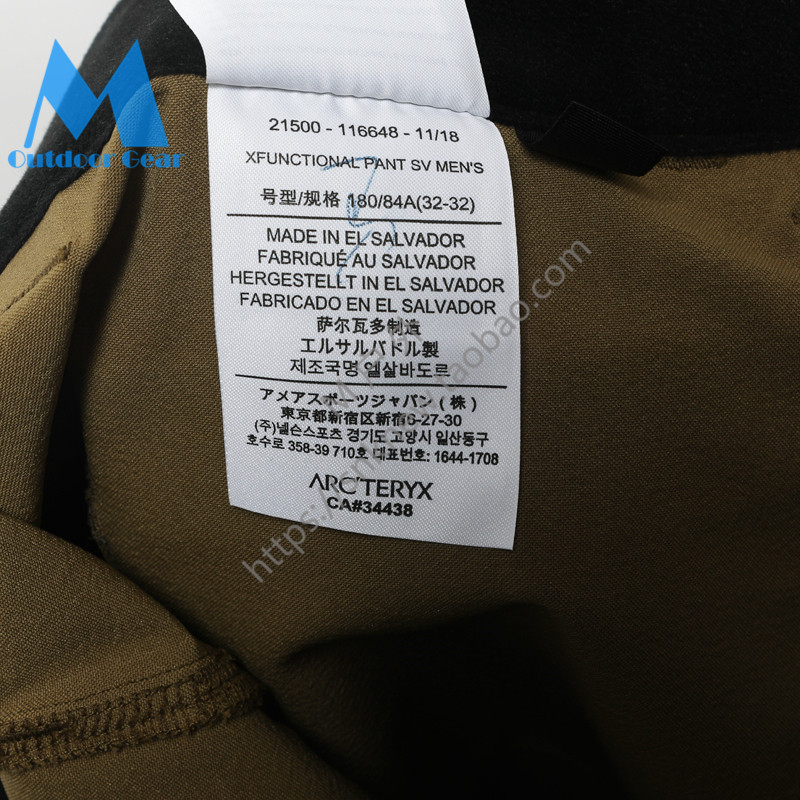 M
Outdoor Gear
21500 - 116648 - 11/18
XFUNCTIONAL PANT SV MEN'S
号型/规格 180/84A(32-32)
MADE IN EL SALVADOR
FABRIQUÉ AU SALVADOR
HERGESTELLT IN EL SALVADOR
FABRICADO EN EL SALVADOR
萨尔瓦多制造
エルサルバドル製
제조국명 엘살바도르
アメアスポーツジャパン (株)
東京都新宿区新宿6-27-30
(주)넬슨스포츠 경기도 고양시 일산동구
호수로 358-39 710호 대표번호: 1644-1708
ARC'TERYX
CA#34438